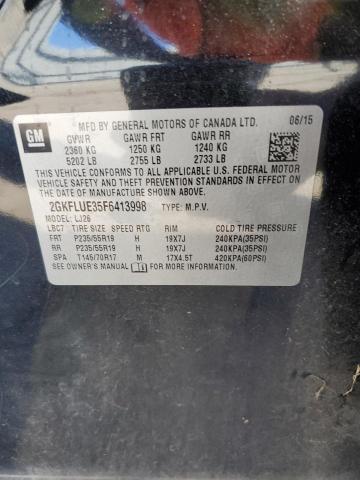 GM
MFD BY GENERAL MOTORS OF CANADA LTD. 06/15
GVWR GAWR FRT GAWR RR
2360 KG 1250 KG 1240 KG
5202 LB 2755 LB 2733 LB
THIS VEHICLE CONFORMS TO ALL APPLICABLE U.S. FEDERAL MOTOR
VEHICLE SAFETY AND THEFT PREVENTION STANDARDS IN
EFFECT ON THE DATE OF MANUFACTURE SHOWN ABOVE.
2GKFLUE35F6413998 TYPE: M.P.V.
MODEL: LJ26
LBC7 TIRE SIZE SPEED RTG RIM COLD TIRE PRESSURE
FRT P235/55R19 H 19X7J 240KPA(35PSI)
RR P235/55R19 H 19X7J 240KPA(35PSI)
SPA T145/70R17 M 17X4.5T 420KPA(60PSI)
SEE OWNER'S MANUAL FOR MORE INFORMATION.